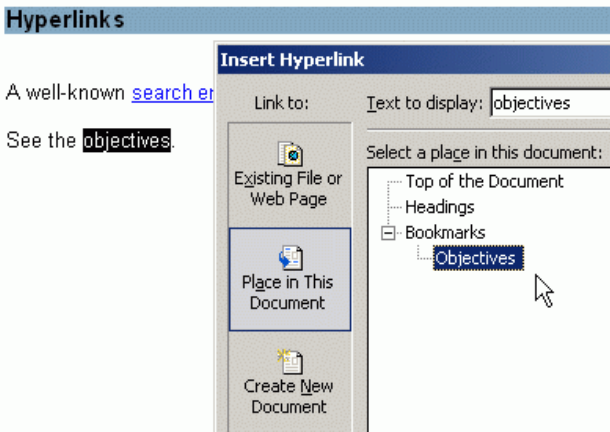 Hyperlinks
Insert Hyperlink
A well-known search
Link to:
Text to display: objectives
See the objectives.
Select a place in this document:
Existing File or
Web Page
Top of the Document
Headings
Bookmarks
Objectives
Place in This
Document
Create New
Document